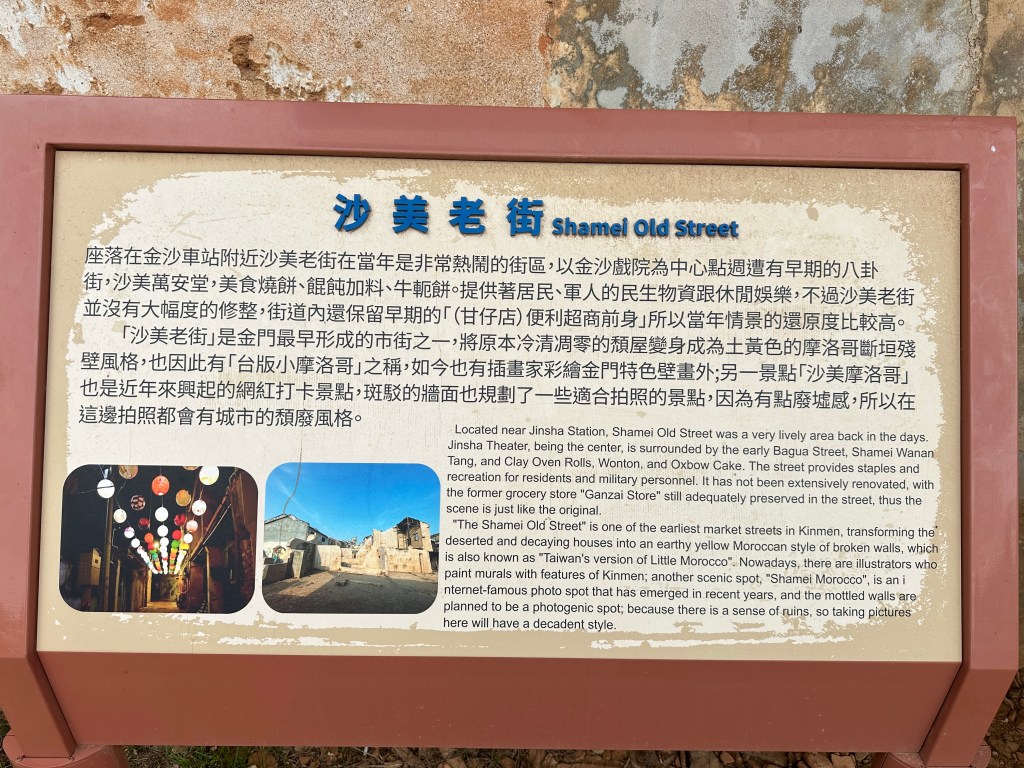 沙美老街 Shamei Old Street
座落在金沙車站附近沙美老街在當年是非常熱鬧的街區,以金沙戲院為中心點週遭有早期的八卦
街,沙美萬安堂,美食燒餅、餛飩加料、牛軛餅。提供著居民、軍人的民生物資跟休閒娛樂,不過沙美老街
並沒有大幅度的修整,街道內還保留早期的「(甘仔店)便利超商前身」所以當年情景的還原度比較高。
「沙美老街」是金門最早形成的市街之一,將原本冷清凋零的頹屋變身成為土黃色的摩洛哥斷垣殘
壁風格,也因此有「台版小摩洛哥」之稱,如今也有插畫家彩繪金門特色壁畫外;另一景點「沙美摩洛哥」
也是近年來興起的網紅打卡景點,斑駁的牆面也規劃了一些適合拍照的景點,因為有點廢墟感,所以在
這邊拍照都會有城市的頹廢風格。
Located near Jinsha Station, Shamei Old Street was a very lively area back in the days.
Jinsha Theater, being the center, is surrounded by the early Bagua Street, Shamei Wanan
Tang, and Clay Oven Rolls, Wonton, and Oxbow Cake. The street provides staples and
recreation for residents and military personnel. It has not been extensively renovated, with
the former grocery store "Ganzai Store" still adequately preserved in the street, thus the
scene is just like the original.
"The Shamei Old Street" is one of the earliest market streets in Kinmen, transforming the
deserted and decaying houses into an earthy yellow Moroccan style of broken walls, which
is also known as "Taiwan's version of Little Morocco". Nowadays, there are illustrators who
paint murals with features of Kinmen; another scenic spot, "Shamei Morocco", is an i
nternet-famous photo spot that has emerged in recent years, and the mottled walls are
planned to be a photogenic spot; because there is a sense of ruins, so taking pictures
here will have a decadent style.